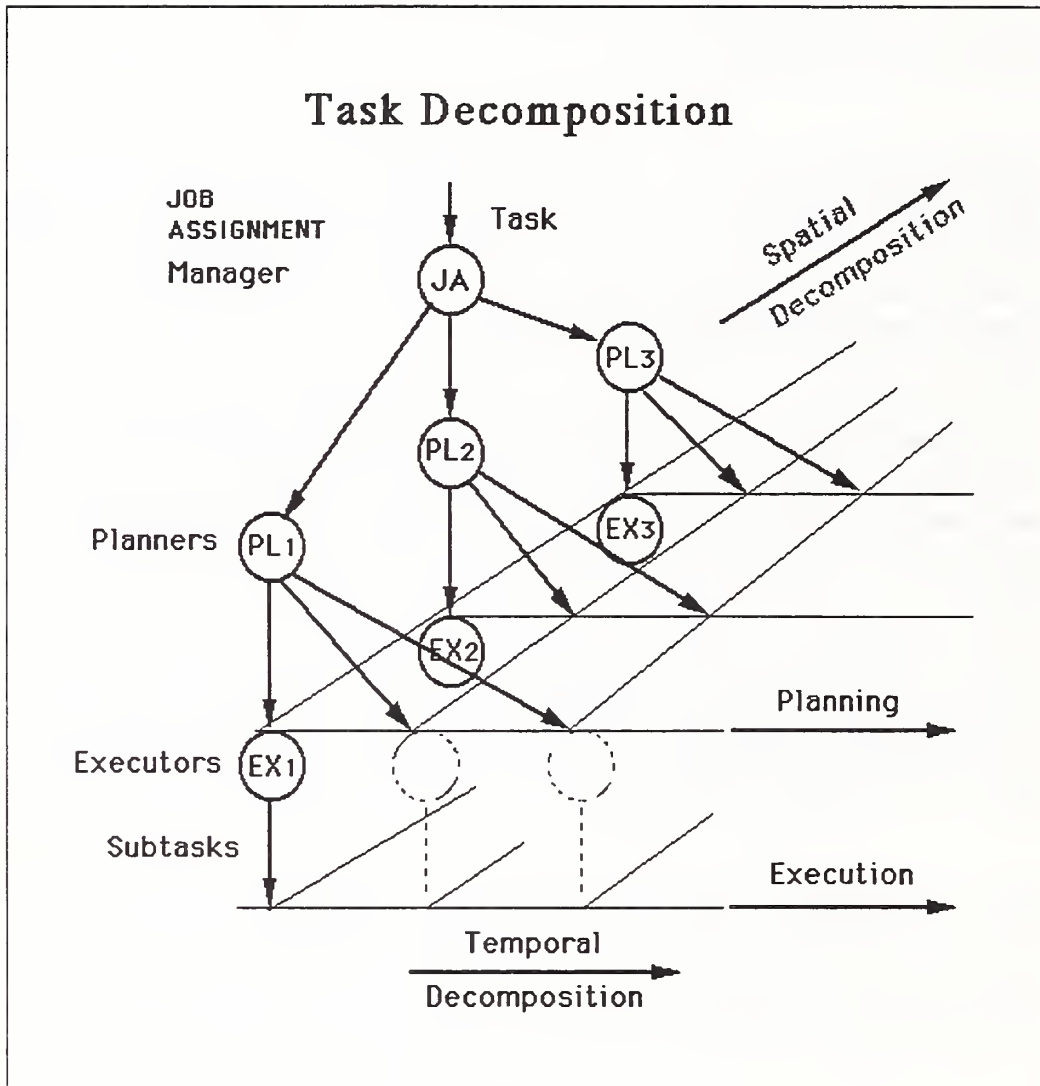 Task Decomposition
JOB
ASSIGNMENT
Manager
Task
Spatial
Decomposition
JA
PL3
PL2
EX3
Planners
PL1
EX2
Planning
Executors
EX1
Subtasks
Execution
Temporal
Decomposition